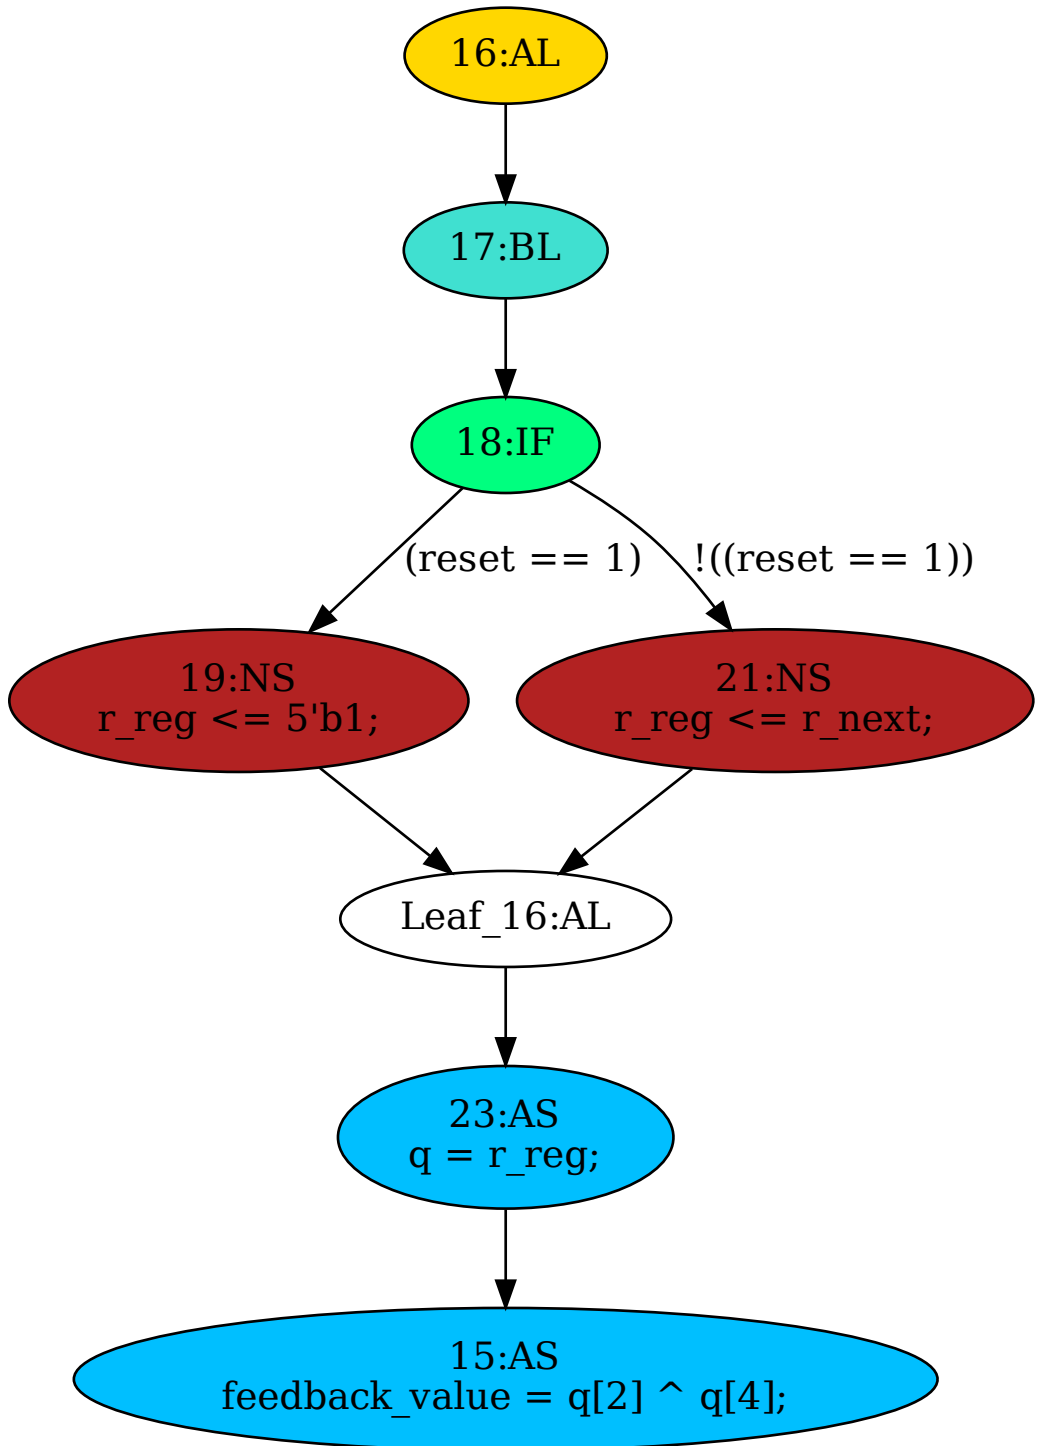 16:AL
17:BL
18:IF
(reset == 1)
!((reset == 1))
19:NS
r_reg <= 5'b1;
21:NS
r_reg <= r_next;
Leaf_16:AL
23:AS
q = r_reg;
15:AS
feedback_value = q[2] ^ q[4];